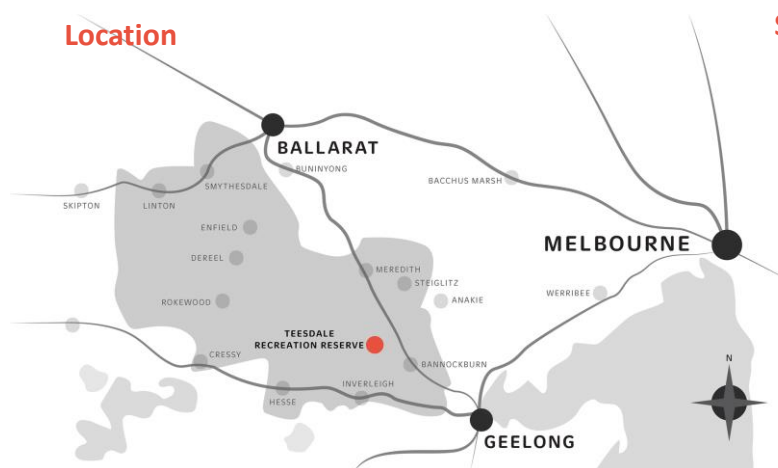 Location
S
BALLARAT
BUNINYONG
BACCHUS MARSH
SMYTHESDALE
SKIPTON
LINTON
ENFIELD
MELBOURNE
DEREEL
MEREDITH
STEIGLITZ
ANAKIE
WERRIBEE
ROKEWOOD
TEESDALE
RECREATION RESERVE
CRESSY
BANNOCKBURN
N
INVERLEIGH
HESSE
GEELONG